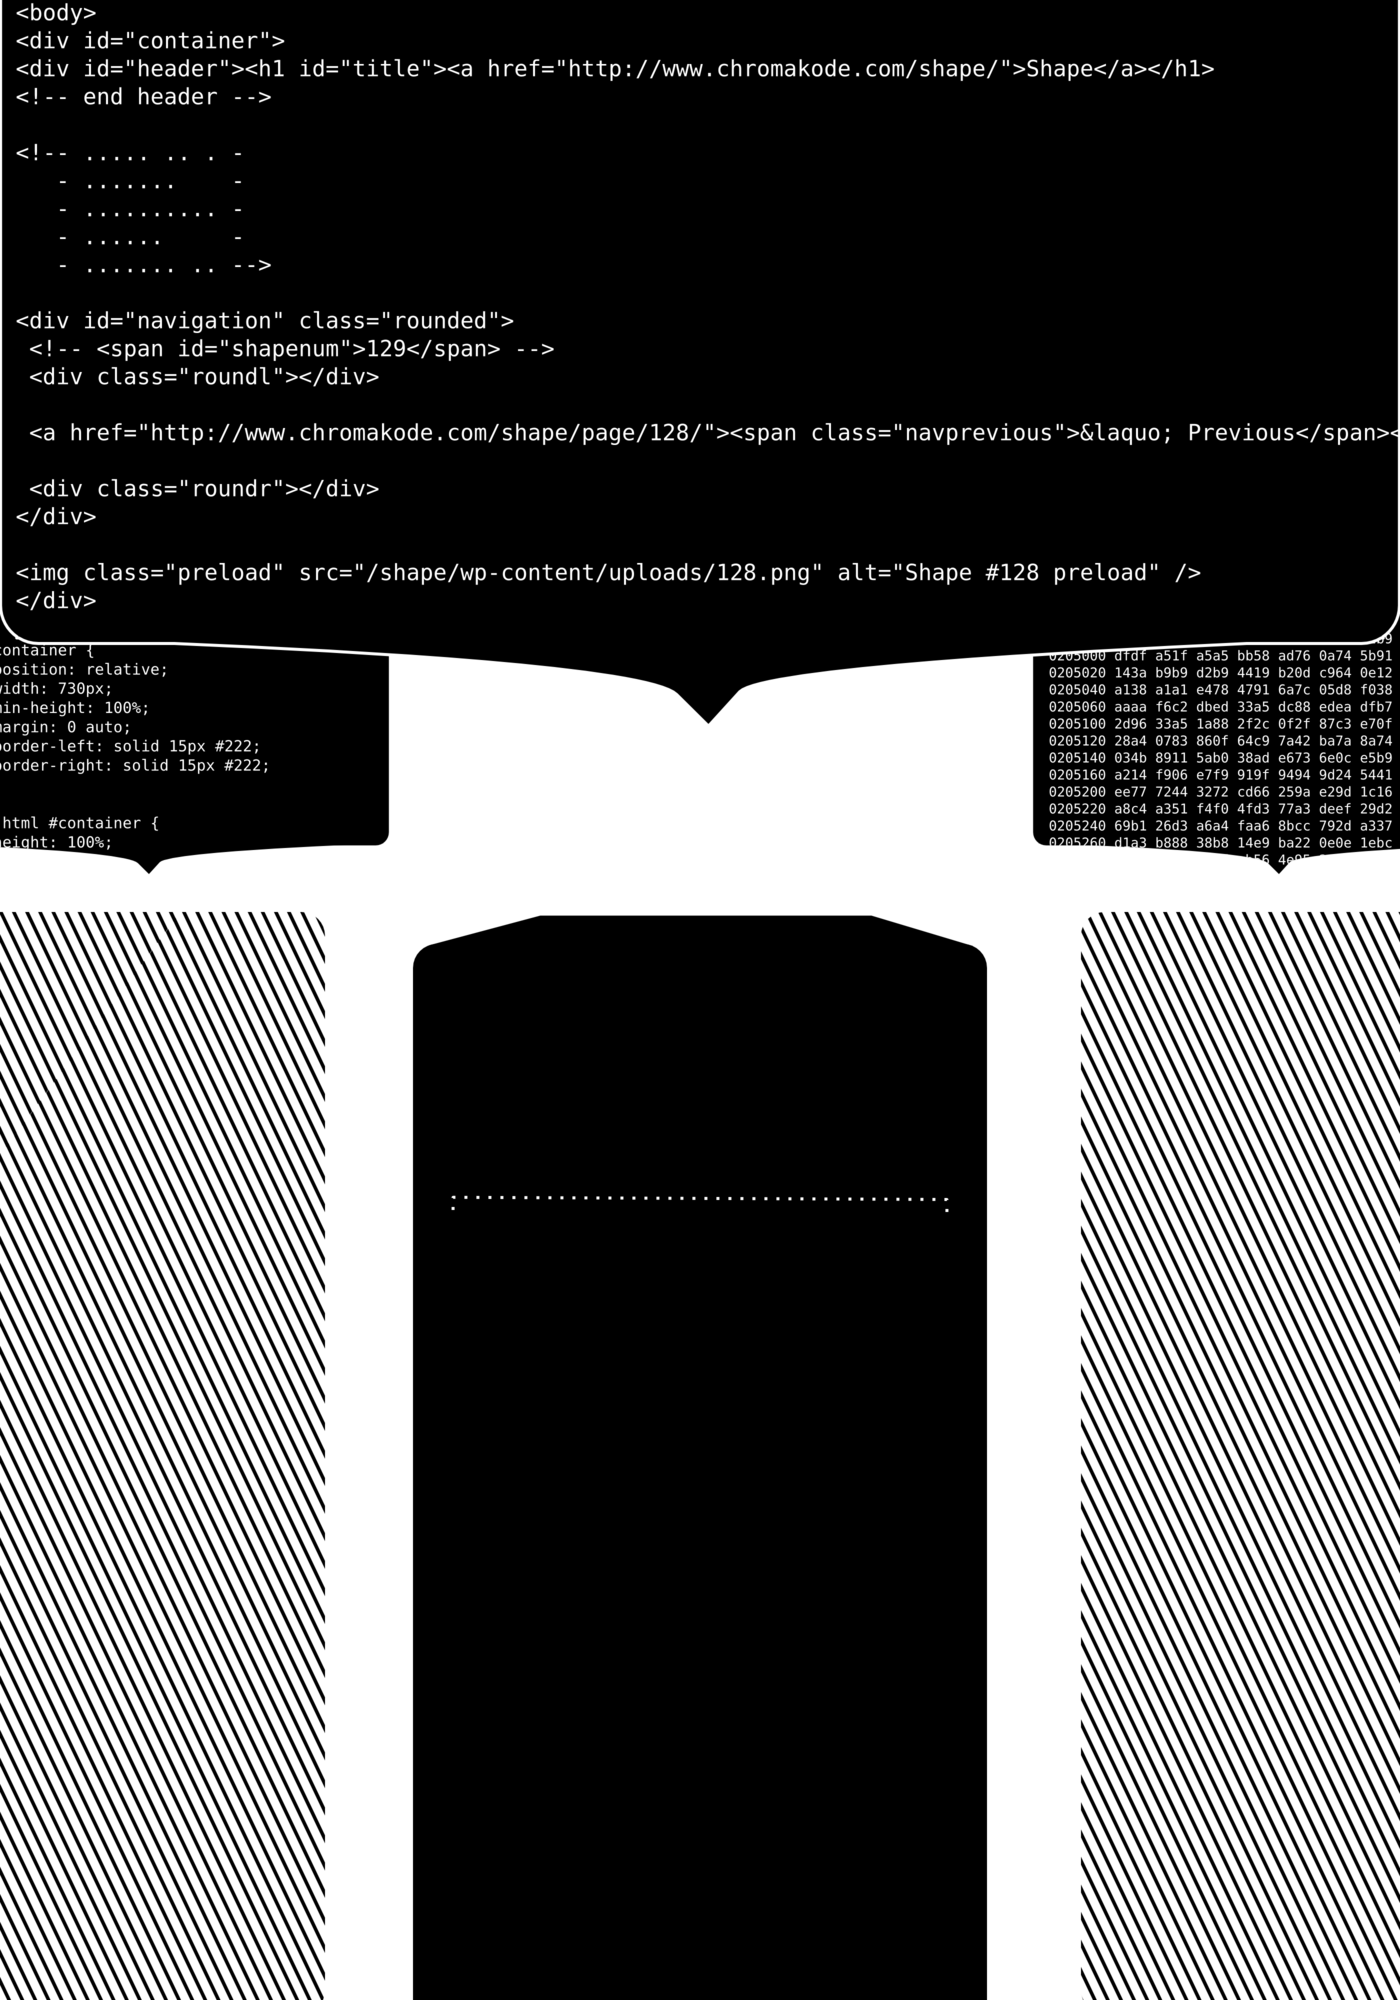 <body>
<div id="container">
<div id="header"><h1 id="title"><a href="http://www.chromakode.com/shape/">Shape</a></h1>
<!-- end header -->
<!-- ..... .. . -
- ....... -
- .......... -
- ...... -
- ....... .. -->
<div id="navigation" class="rounded">
<!-- <span id="shapenum">129</span> -->
<div class="roundl"></div>
<a href="http://www.chromakode.com/shape/page/128/"><span class="navprevious">&laquo; Previous</span><
<div class="roundr"></div>
</div>
<img class="preload" src="/shape/wp-content/uploads/128.png" alt="Shape #128 preload" />
</div>
container {
position: relative;
width: 730px;
min-height: 100%;
margin: 0 auto;
border-left: solid 15px #222;
border-right: solid 15px #222;
html #container {
height: 100%;
0205000 dfdf a51f a5a5 bb58 ad76 0a74 5b91
0205020 143a b9b9 d2b9 4419 b20d c964 0e12
0205040 a138 a1a1 e478 4791 6a7c 05d8 f038
0205060 aaaa f6c2 dbed 33a5 dc88 edea dfb7
0205100 2d96 33a5 1a88 2f2c 0f2f 87c3 e70f
0205120 28a4 0783 860f 64c9 7a42 ba7a 8a74
0205140 034b 8911 5ab0 38ad e673 6e0c e5b9
0205160 a214 f906 e7f9 919f 9494 9d24 5441
0205200 ee77 7244 3272 cd66 259a e29d 1c16
0205220 a8c4 a351 f4f0 4fd3 77a3 deef 29d2
0205240 69b1 26d3 a6a4 faa6 8bcc 792d a337
0205260 d1a3 b888 38b8 14e9 ba22 0e0e 1ebc